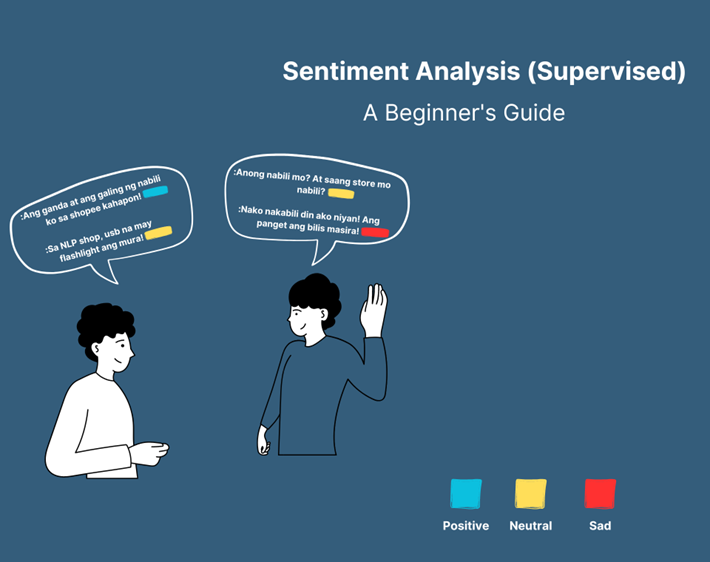 Sentiment Analysis (Supervised)
A Beginner's Guide
:Ang ganda at ang galing ng nabili
ko sa shopee kahapon!
:Sa NLP shop, usb na may
flashlight ang mura!
:Anong nabili mo? At saang store mo
nabili?
:Nako nakabili din ako niyan! Ang
panget ang bilis masira!
Positive
Neutral
Sad